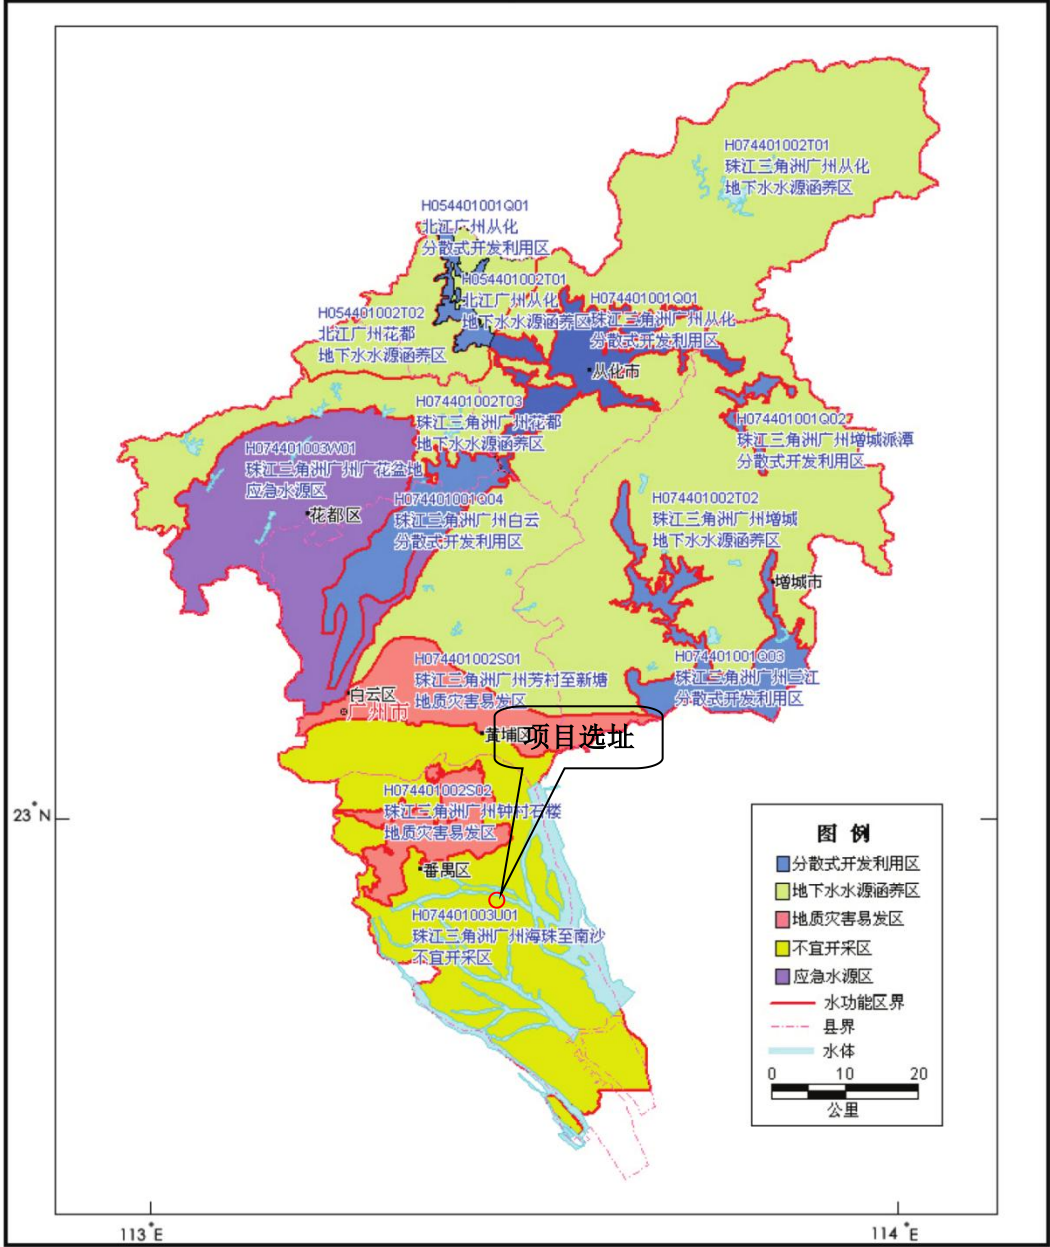 H074401002T01
珠江三角洲广州从化
地下水水源涵养区
H054401001Q01
北江广州从化
分散式开发利用区
H054401002T01
北江广州从化
地下水水源涵养区
H074401001Q01
珠江三角洲广州从化
分散式开发利用区
H054401002T02
北江广州花都
地下水水源涵养区
从化市
H074401002T03
珠江三角洲广州花都
地下水水源涵养区
H074401001Q02
珠江三角洲广州增城派潭
分散式开发利用区
H074401003W01
珠江三角洲广州广花盆地
应急水源区
花都区
H074401001Q04
珠江三角洲广州白云
分散式开发利用区
H074401002T02
珠江三角洲广州增城
地下水水源涵养区
增城市
H074401002S01
珠江三角洲广州芳村至新塘
地质灾害易发区
H074401001Q03
珠江三角洲广州三江
分散式开发利用区
白云区
广州市
黄埔区
项目选址
H074401002S02
珠江三角洲广州钟村石楼
地质灾害易发区
番禺区
H074401003U01
珠江三角洲广州海珠至南沙
不宜开采区
23°N
图 例
分散式开发利用区
地下水水源涵养区
地质灾害易发区
不宜开采区
应急水源区
水功能区界
县界
水体
0 10 20
公里
113°E
114°E